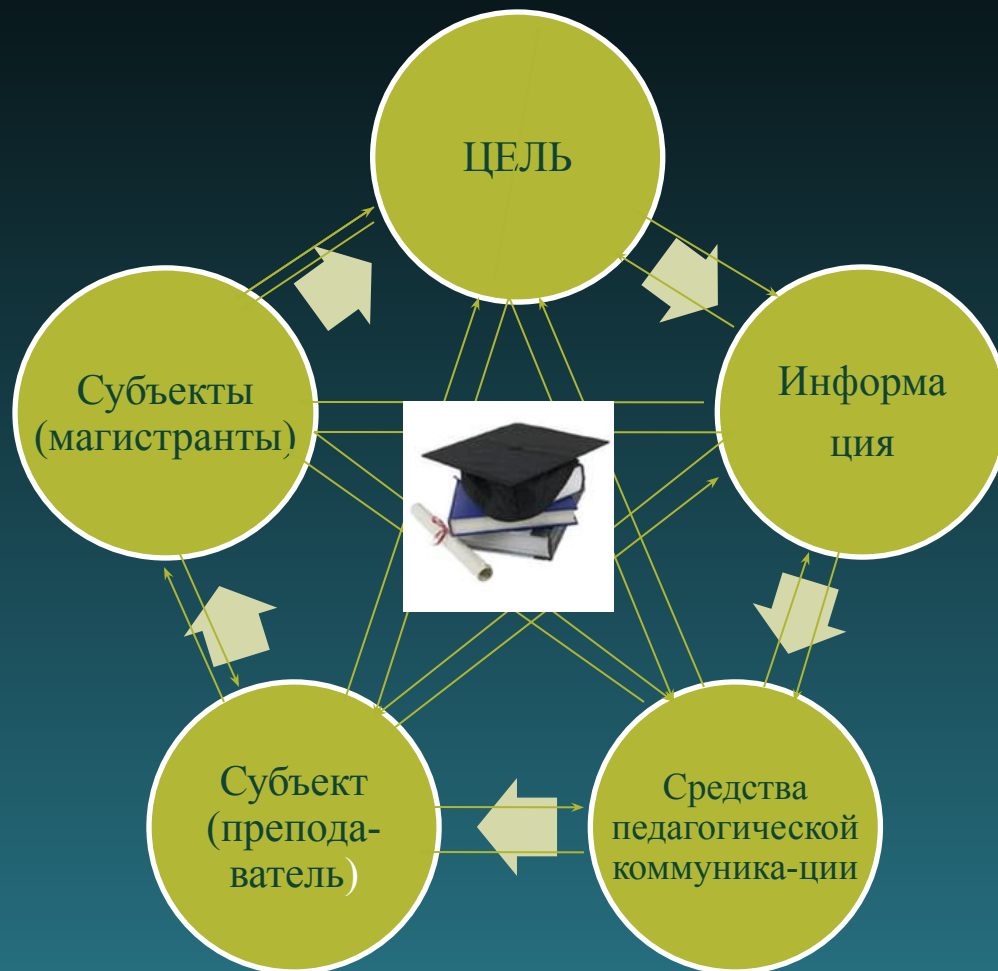 ЦЕЛЬ
Субъекты
(магистранты)
Информа
ция
Субъект
(препода-
ватель)
Средства
педагогической
коммуника-ции